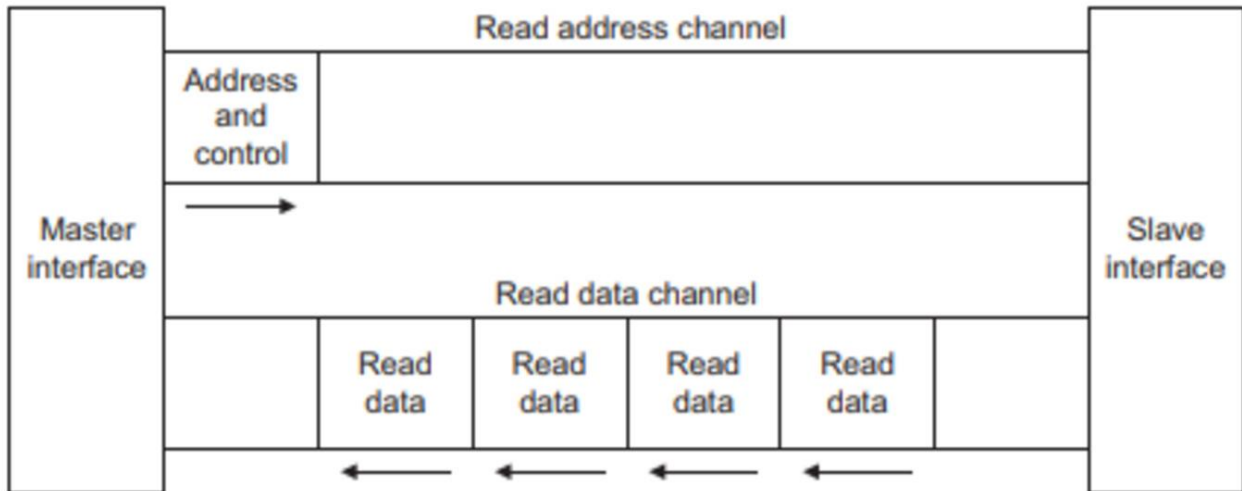 Read address channel
Address
and
control
Master
interface
Slave
interface
Read data channel
Read
data
Read
data
Read
data
Read
data